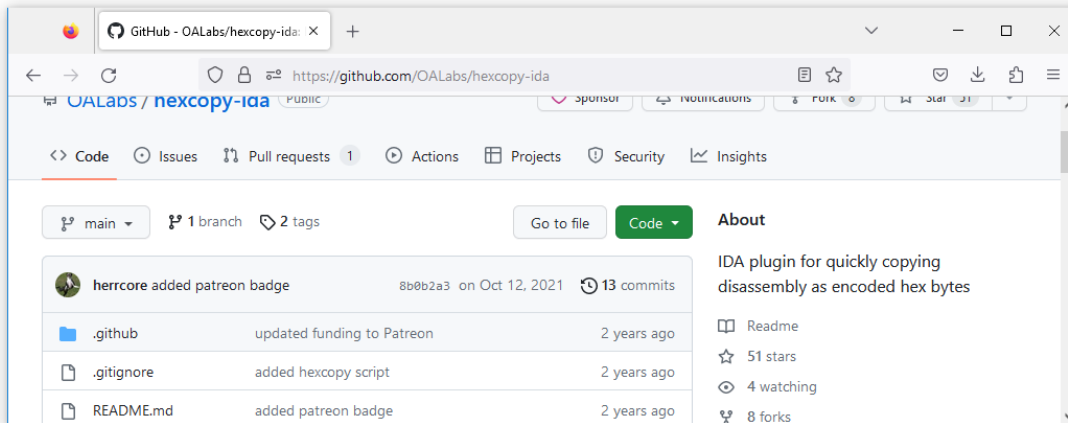 GitHub - OALabs/hexcopy-ida:
https://github.com/OALabs/hexcopy-ida
OALabs / hexcopy-ida Public
Sponsor Notifications Fork 8 Star 51
Code Issues Pull requests 1 Actions Projects Security Insights
main 1 branch 2 tags Go to file Code
herrcore added patreon badge 8b0b2a3 on Oct 12, 2021 13 commits
.github updated funding to Patreon 2 years ago
.gitignore added hexcopy script 2 years ago
README.md added patreon badge 2 years ago
About
IDA plugin for quickly copying
disassembly as encoded hex bytes
Readme
51 stars
4 watching
8 forks